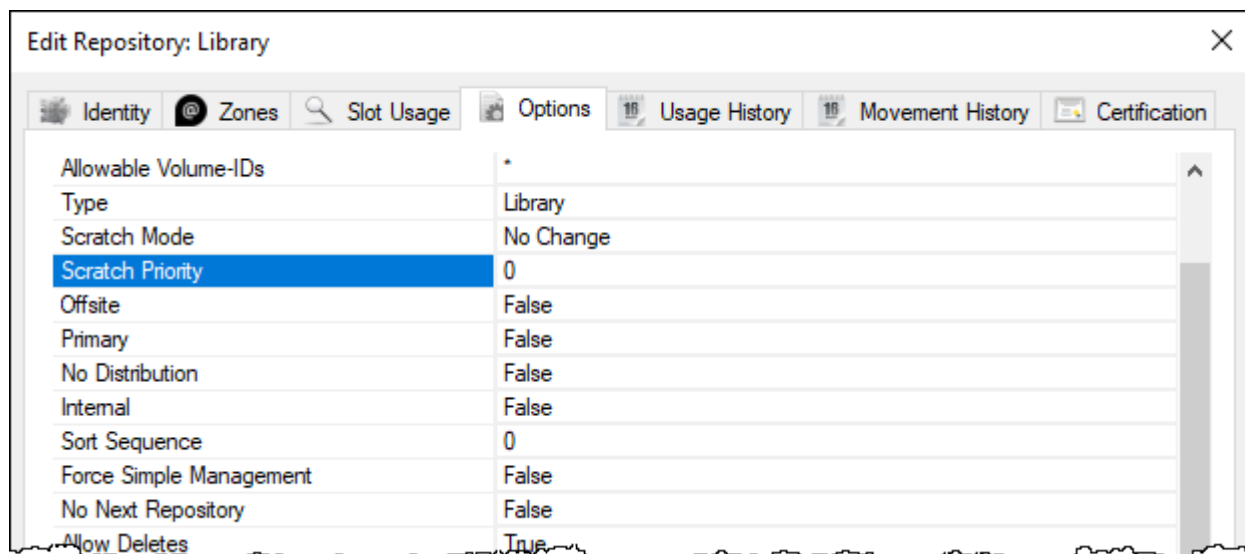 Edit Repository: Library
Identity Zones Slot Usage Options Usage History Movement History Certification
Allowable Volume-IDs *
Type Library
Scratch Mode No Change
Scratch Priority 0
Offsite False
Primary False
No Distribution False
Internal False
Sort Sequence 0
Force Simple Management False
No Next Repository False
Allow Deletes True